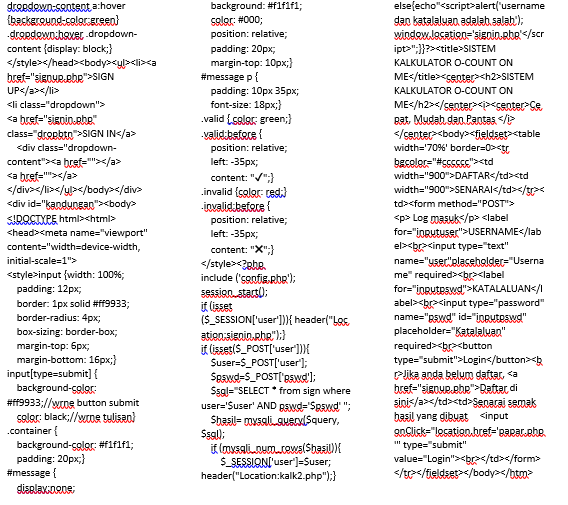 dropdown-content a:hover
{background-color:green}
.dropdown:hover .dropdown-
content {display: block;}
</style></head><body><ul><li><a
href="signup.php">SIGN
UP</a></li>
<li class="dropdown">
<a href="signin.php"
class="dropbtn">SIGN IN</a>
<div class="dropdown-
content"><a href=""></a>
<a href=""></a>
</div></li></ul></body></div>
<div id="kandungan"><body>
<!DOCTYPE html><html>
<head><meta name="viewport"
content="width=device-width,
initial-scale=1">
<style>input {width: 100%;
padding: 12px;
border: 1px solid #ff9933;
border-radius: 4px;
box-sizing: border-box;
margin-top: 6px;
margin-bottom: 16px;}
input[type=submit] {
background-color:
#ff9933;//wrne button submit
color: black;//wrne tulisan}
.container {
background-color: #f1f1f1;
padding: 20px;}
#message {
display:none;
background: #f1f1f1;
color: #000;
position: relative;
padding: 20px;
margin-top: 10px;}
#message p {
padding: 10px 35px;
font-size: 18px;}
.valid { color: green;}
.valid:before {
position: relative;
left: -35px;
content: "✔";}
.invalid {color: red;}
.invalid:before {
position: relative;
left: -35px;
content: "✖";}
</style><?php
include ('config.php');
session_start();
if (isset
($_SESSION['user'])){ header("Loc
ation:signin.php");}
if (isset($_POST['user'])){
$user=$_POST['user'];
$pswd=$_POST['pswd'];
$sql="SELECT * from sign where
user='$user' AND pswd='$pswd' ";
$hasil= mysqli_query($query,
$sql);
if (mysqli_num_rows($hasil)){
$_SESSION['user']=$user;
header("Location:kalk2.php");}
else{echo"<script>alert('username
dan katalaluan adalah salah');
window.location='signin.php'</scr
ipt>";}}?><title>SISTEM
KALKULATOR O-COUNT ON
ME</title><center><h2>SISTEM
KALKULATOR O-COUNT ON
ME</h2></center><i><center>Ce
pat, Mudah dan Pantas </i>
</center><body><fieldset><table
width='70%' border=0><tr
bgcolor="#cccccc"><td
width="900">DAFTAR</td><td
width="900">SENARAI</td></tr><
td><form method="POST">
<p> Log masuk</p> <label
for="inputuser">USERNAME</lab
el><br><input type="text"
name="user"placeholder="Userna
me" required><br><label
for="inputpswd">KATALALUAN</l
abel><br><input type="password"
name="pswd" id="inputpswd"
placeholder="Katalaluan"
required><br><button
type="submit">Login</button><b
r>Jika anda belum daftar, <a
href="signup.php">Daftar di
sini</a></td><td>Senarai semak
hasil yang dibuat <input
onClick="location.href='papar.php
'" type="submit"
value="Login"><br></td></form>
</tr></fieldset></body></htm>